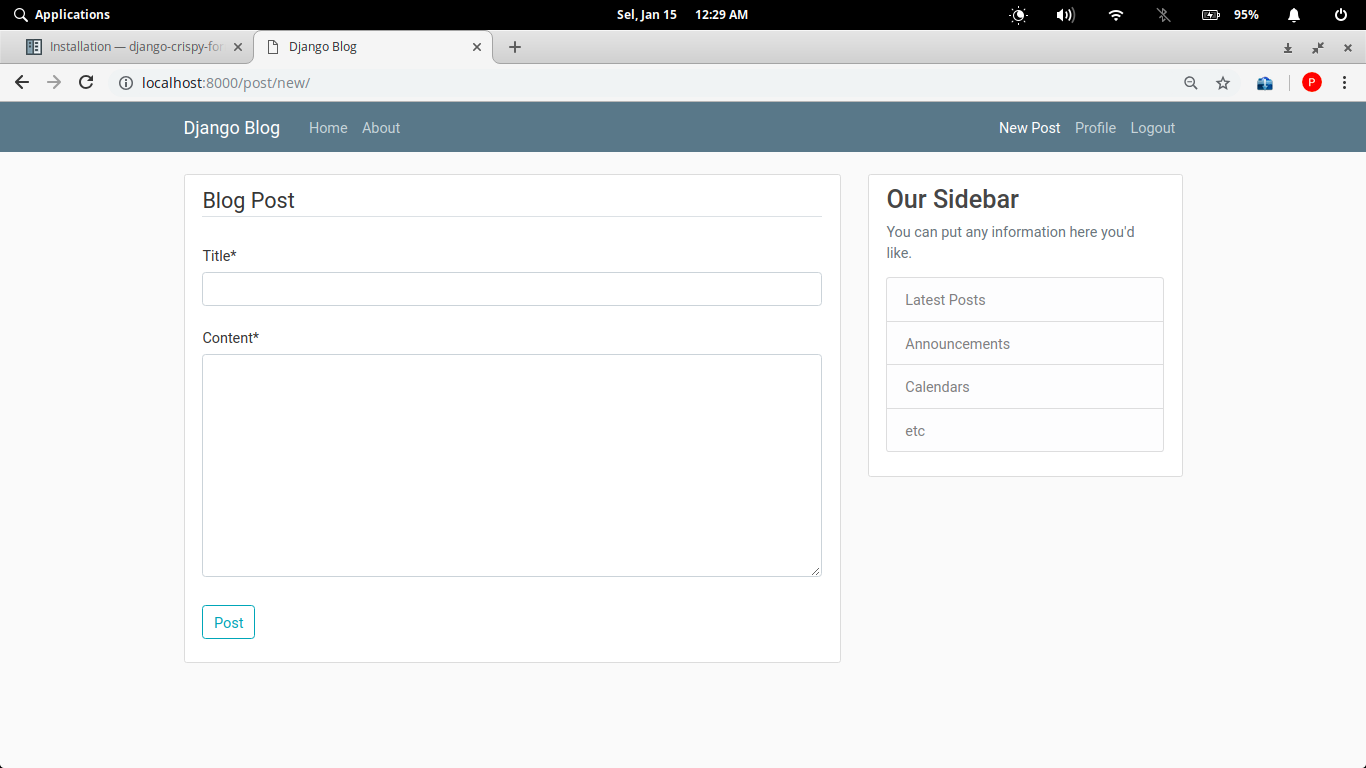 Applications
Sel, Jan 15 12:29 AM
95%
Installation — django-crispy-for
Django Blog
localhost:8000/post/new/
P
Django Blog Home About
New Post Profile Logout
Blog Post
Title*
Content*
Post
Our Sidebar
You can put any information here you'd
like.
Latest Posts
Announcements
Calendars
etc